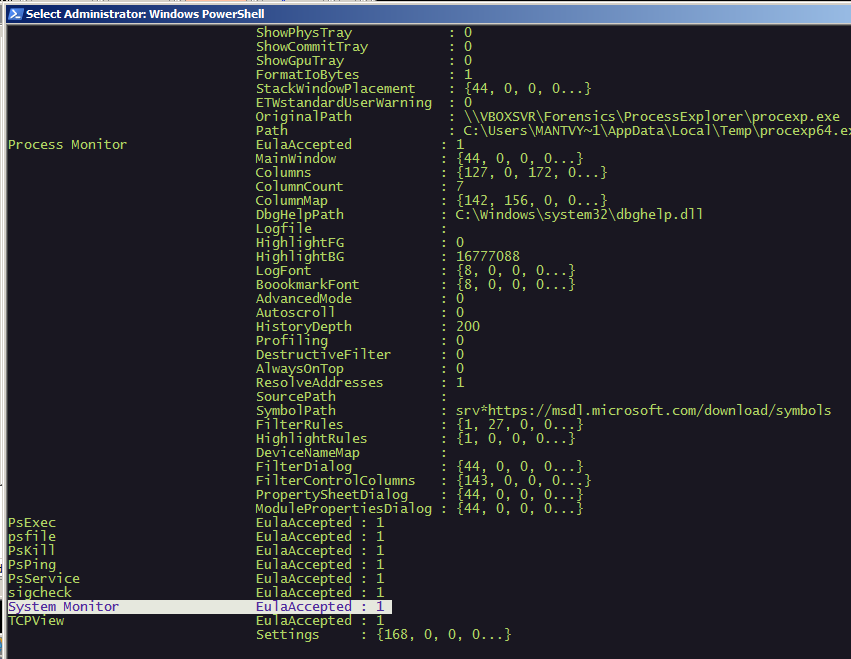 Select Administrator: Windows PowerShell
ShowPhysTray : 0
ShowCommitTray : 0
ShowGpuTray : 0
FormatIoBytes : 1
StackWindowPlacement : {44, 0, 0, 0...}
ETWstandardUserWarning : 0
OriginalPath : \\VBOXSVR\Forensics\ProcessExplorer\procexp.exe
Path : C:\Users\MANTVY~1\AppData\Local\Temp\procexp64.ex
Process Monitor EulaAccepted : 1
MainWindow : {44, 0, 0, 0...}
Columns : {127, 0, 172, 0...}
ColumnCount : 7
ColumnMap : {142, 156, 0, 0...}
DbgHelpPath : C:\Windows\system32\dbghelp.dll
Logfile :
HighlightFG : 0
HighlightBG : 16777088
LogFont : {8, 0, 0, 0...}
BoookmarkFont : {8, 0, 0, 0...}
AdvancedMode : 0
Autoscroll : 0
HistoryDepth : 200
Profiling : 0
DestructiveFilter : 0
AlwaysOnTop : 0
ResolveAddresses : 1
SourcePath :
SymbolPath : srv*https://msdl.microsoft.com/download/symbols
FilterRules : {1, 27, 0, 0...}
HighlightRules : {1, 0, 0, 0...}
DeviceNameMap :
FilterDialog : {44, 0, 0, 0...}
FilterControlColumns : {143, 0, 0, 0...}
PropertySheetDialog : {44, 0, 0, 0...}
ModulePropertiesDialog : {44, 0, 0, 0...}
PsExec EulaAccepted : 1
psfile EulaAccepted : 1
PsKill EulaAccepted : 1
PsPing EulaAccepted : 1
PsService EulaAccepted : 1
sigcheck EulaAccepted : 1
System Monitor EulaAccepted : 1
TCPView EulaAccepted : 1
Settings : {168, 0, 0, 0...}